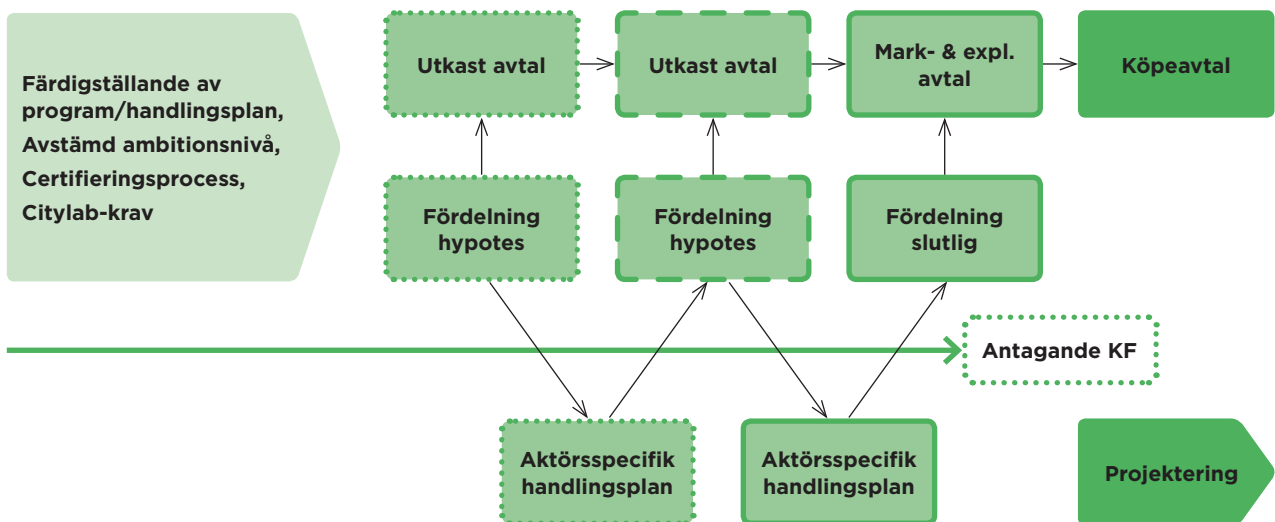 Färdigställande av
program/handlingsplan,
Avstämd ambitionsnivå,
Certifieringsprocess,
Citylab-krav
Utkast avtal
Utkast avtal
Mark- & expl.
avtal
Köpeavtal
Fördelning
hypotes
Fördelning
hypotes
Fördelning
slutlig
Antagande KF
Aktörsspecifik
handlingsplan
Aktörsspecifik
handlingsplan
Projektering